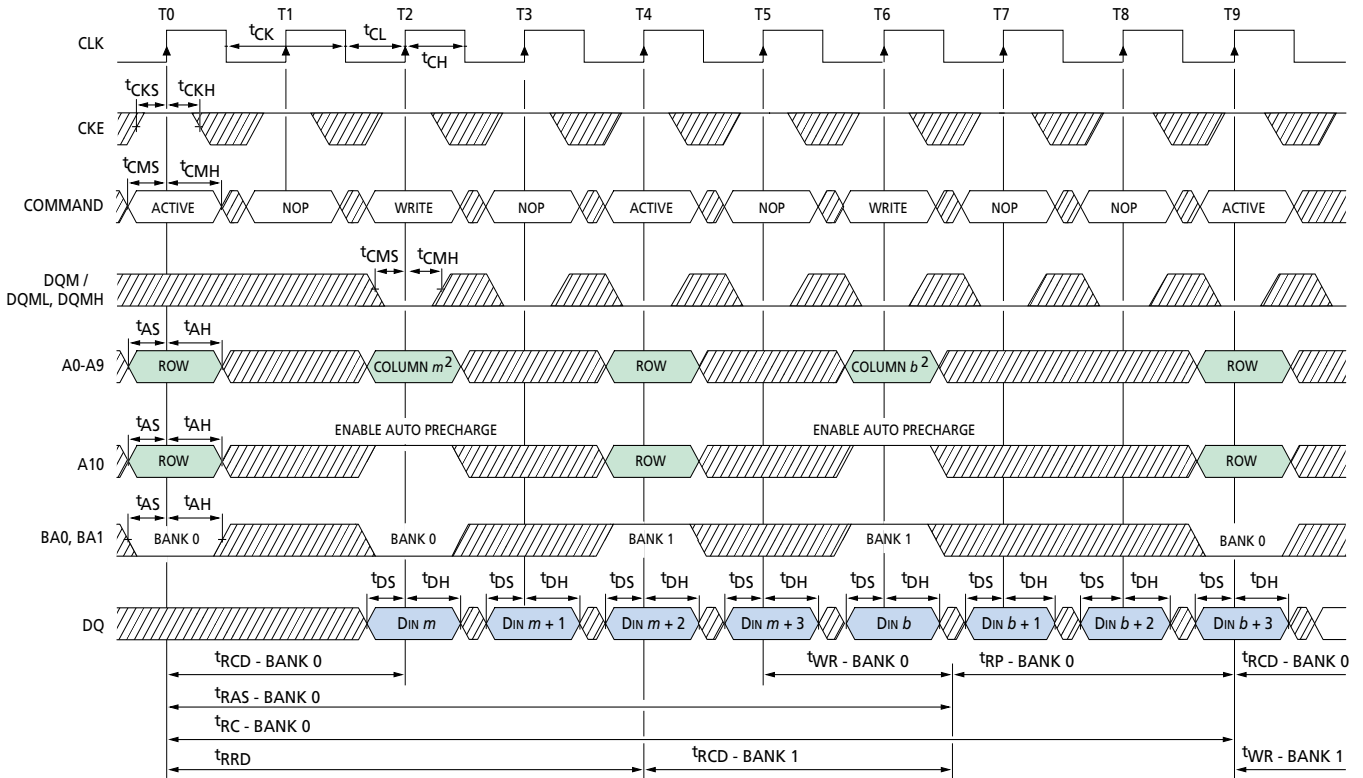 T0 T1 T2 T3 T4 T5 T6 T7 T8 T9
CLK
tCK tCL
tCH
tCKS tCKH
CKE
tCMS tCMH
COMMAND
ACTIVE NOP WRITE NOP ACTIVE NOP WRITE NOP NOP ACTIVE
tCMS tCMH
DQM /
DQML, DQMH
tAS tAH
A0-A9
ROW COLUMN m2 ROW COLUMN b2 ROW
tAS tAH
ENABLE AUTO PRECHARGE ENABLE AUTO PRECHARGE
A10
ROW ROW ROW
tAS tAH
BA0, BA1
BANK 0 BANK 0 BANK 1 BANK 1 BANK 0
tDS tDH tDS tDH tDS tDH tDS tDH tDS tDH tDS tDH tDS tDH tDS tDH
DQ
DIN m DIN m + 1 DIN m + 2 DIN m + 3 DIN b DIN b + 1 DIN b + 2 DIN b + 3
tRCD - BANK 0 tWR - BANK 0 tRP - BANK 0 tRCD - BANK 0
tRAS - BANK 0
tRC - BANK 0
tRRD tRCD - BANK 1 tWR - BANK 1